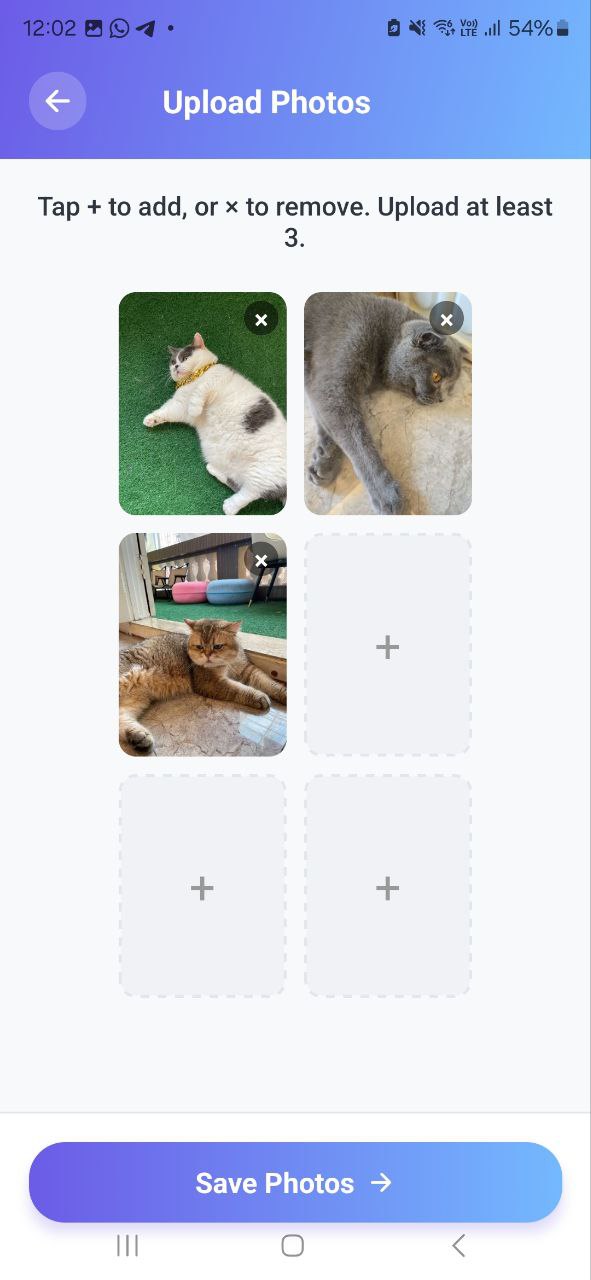 12:02
Vo))
LTE
54%
Upload Photos
Tap + to add, or × to remove. Upload at least
3.
Save Photos →